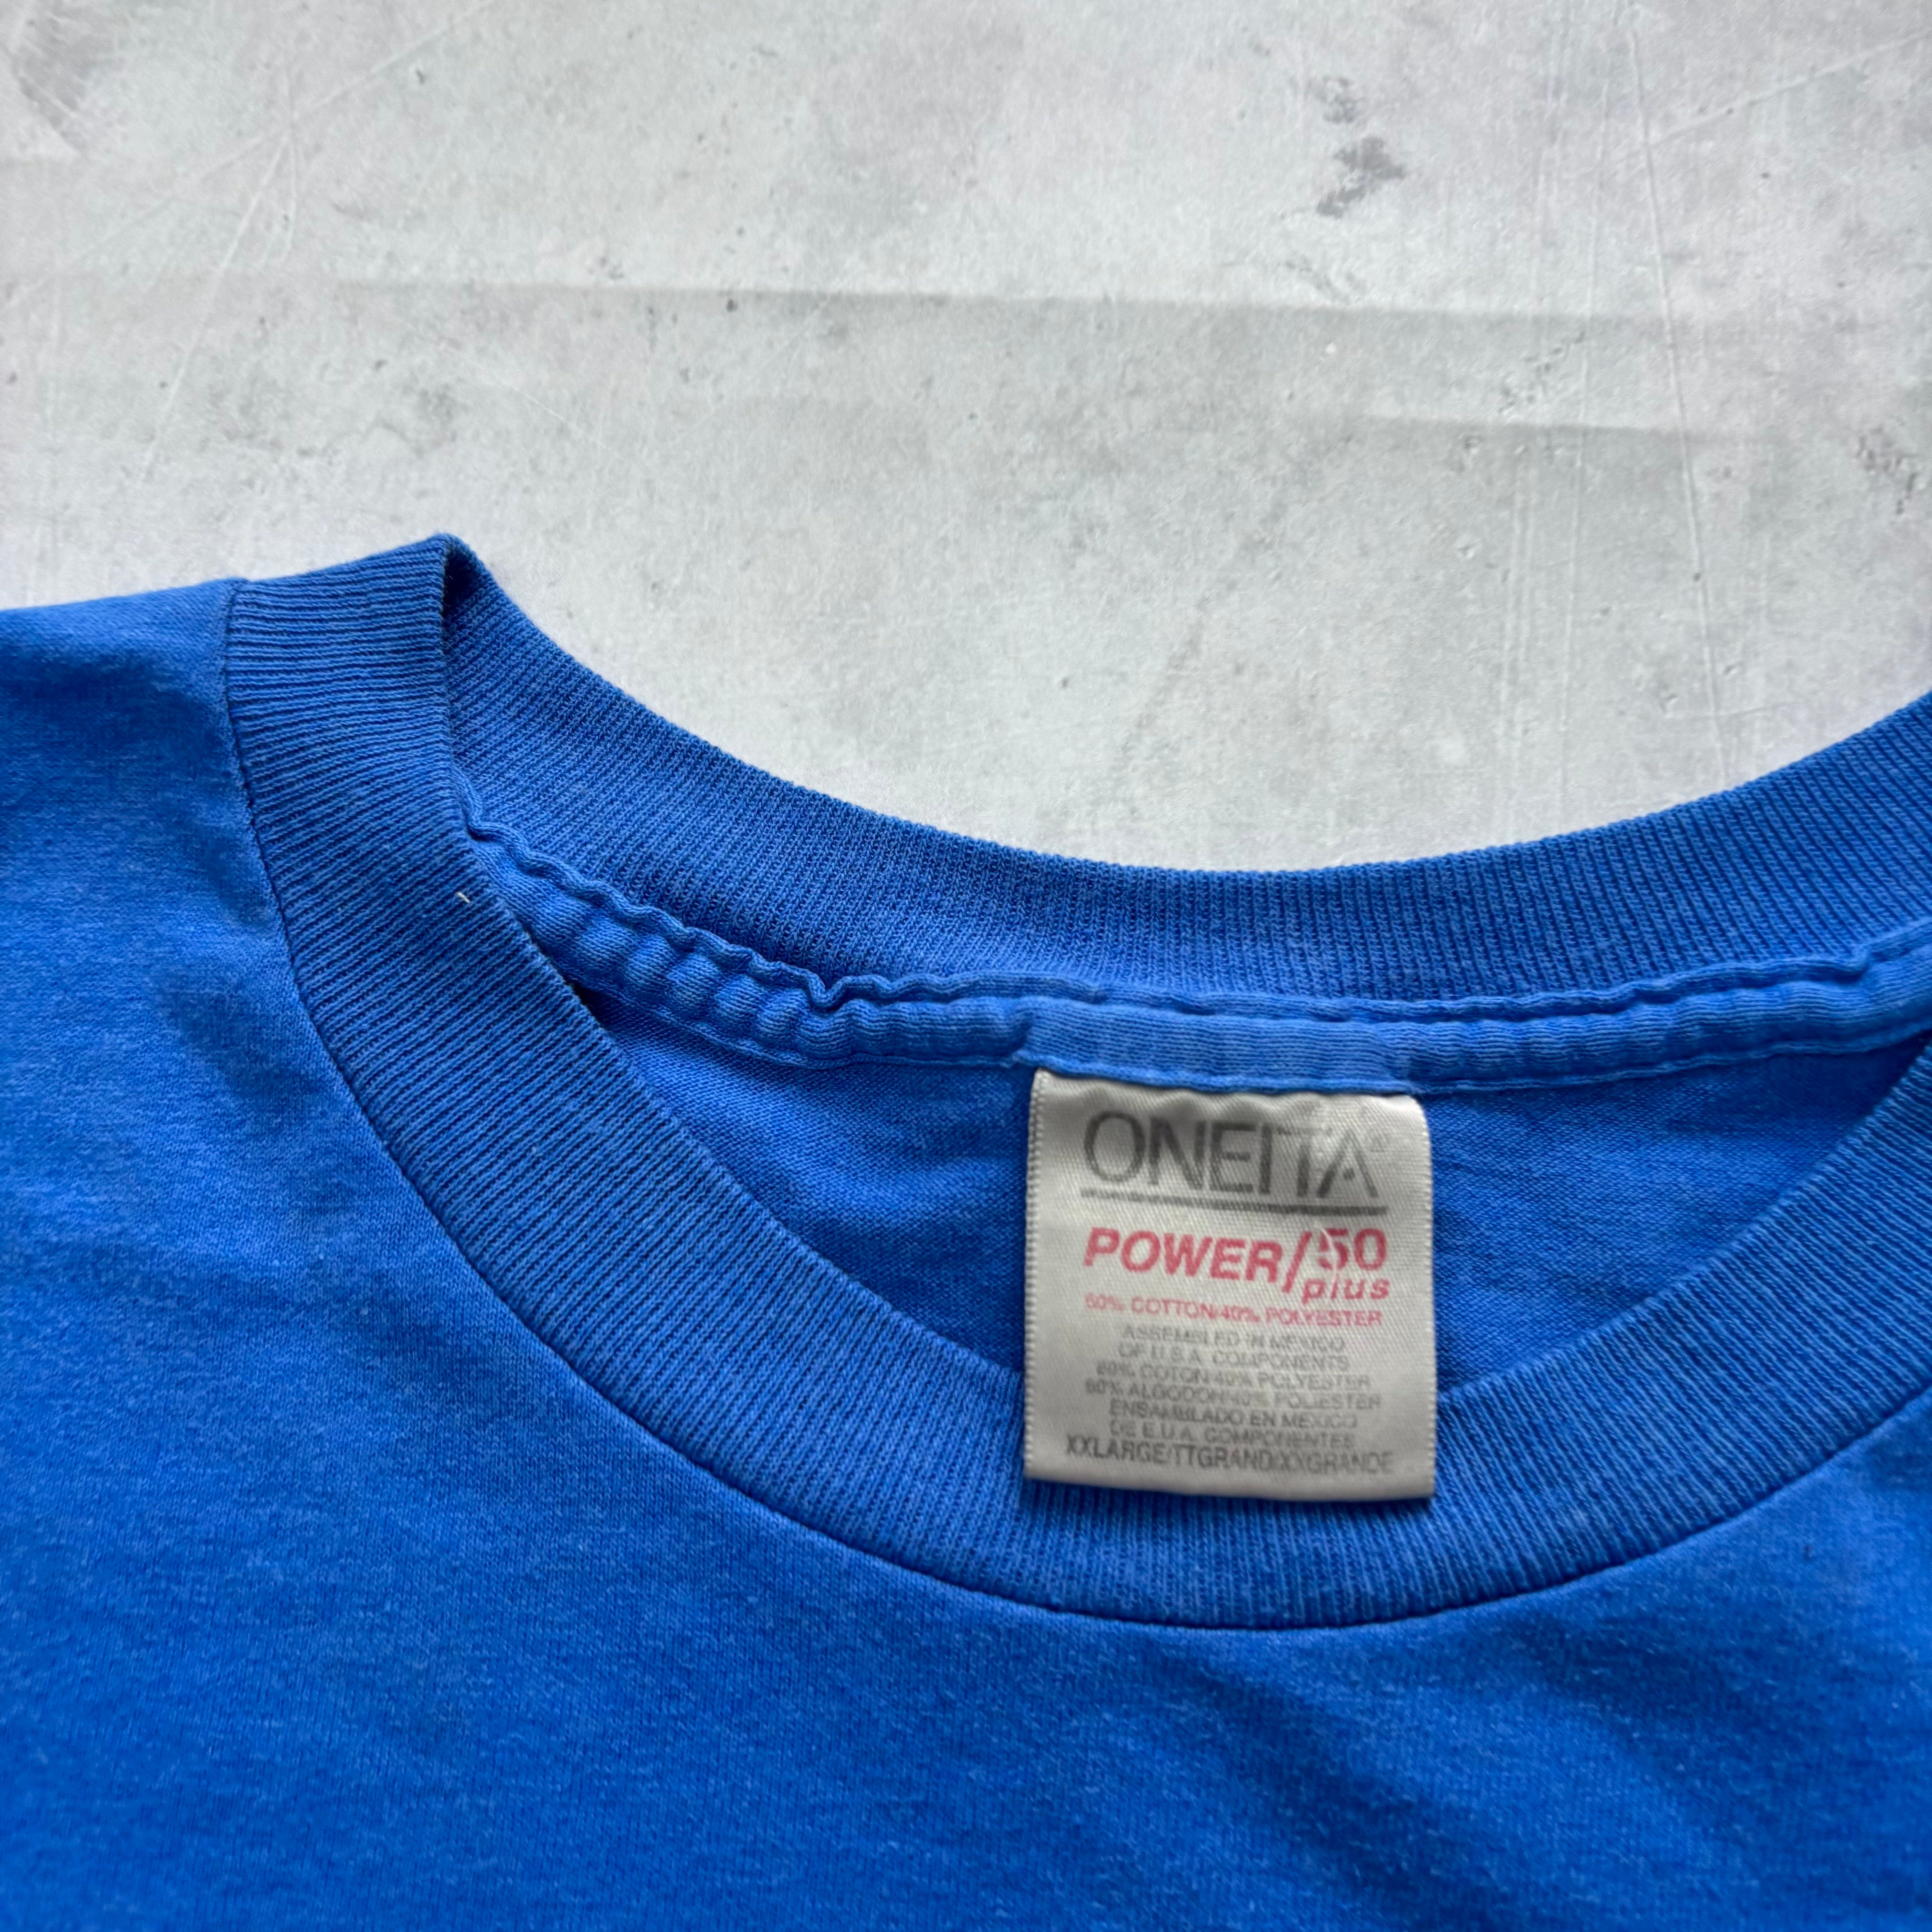 ONEITA®
POWER/50
plus
60% COTTON/40% POLYESTER
ASSEMBLED IN MEXICO
OF U.S.A. COMPONENTS
60% COTON/40% POLYESTER
60% ALGODON/40% POLIESTER
ENSAMBLADO EN MEXICO
DE E.U.A. COMPONENTES
XXLARGE/TTGRAND/XXGRANDE